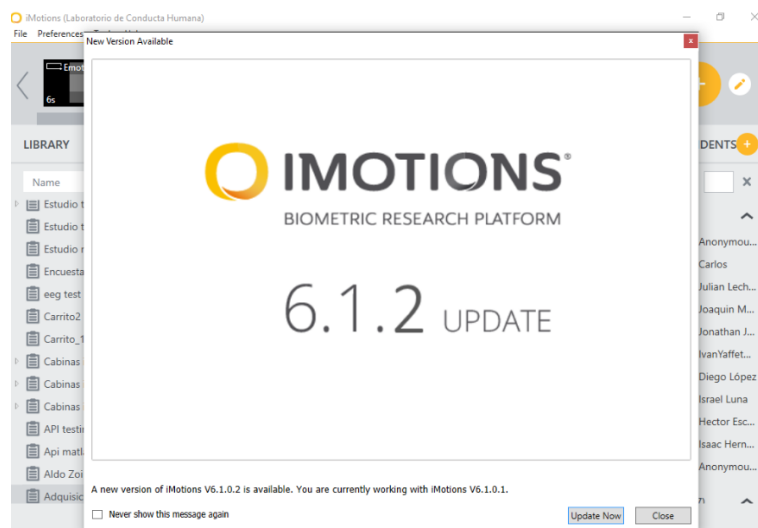 iMotions (Laboratorio de Conducta Humana)
File Preferences
New Version Available
Emot
6s
LIBRARY
DENTS
Name
Estudio t
Estudio t
Estudio r
Encuesta
eeg test
Carrito2
Carrito_1
Cabinas
Cabinas
Cabinas
API testi
Api matl
Aldo Zoi
Adquisic
IMOTIONS®
BIOMETRIC RESEARCH PLATFORM
6.1.2 UPDATE
Anonymou...
Carlos
Julian Lech...
Joaquin M...
Jonathan J...
IvanYaffet...
Diego López
Israel Luna
Hector Esc...
Isaac Hern...
Anonymou...
A new version of iMotions V6.1.0.2 is available. You are currently working with iMotions V6.1.0.1.
Never show this message again
Update Now
Close